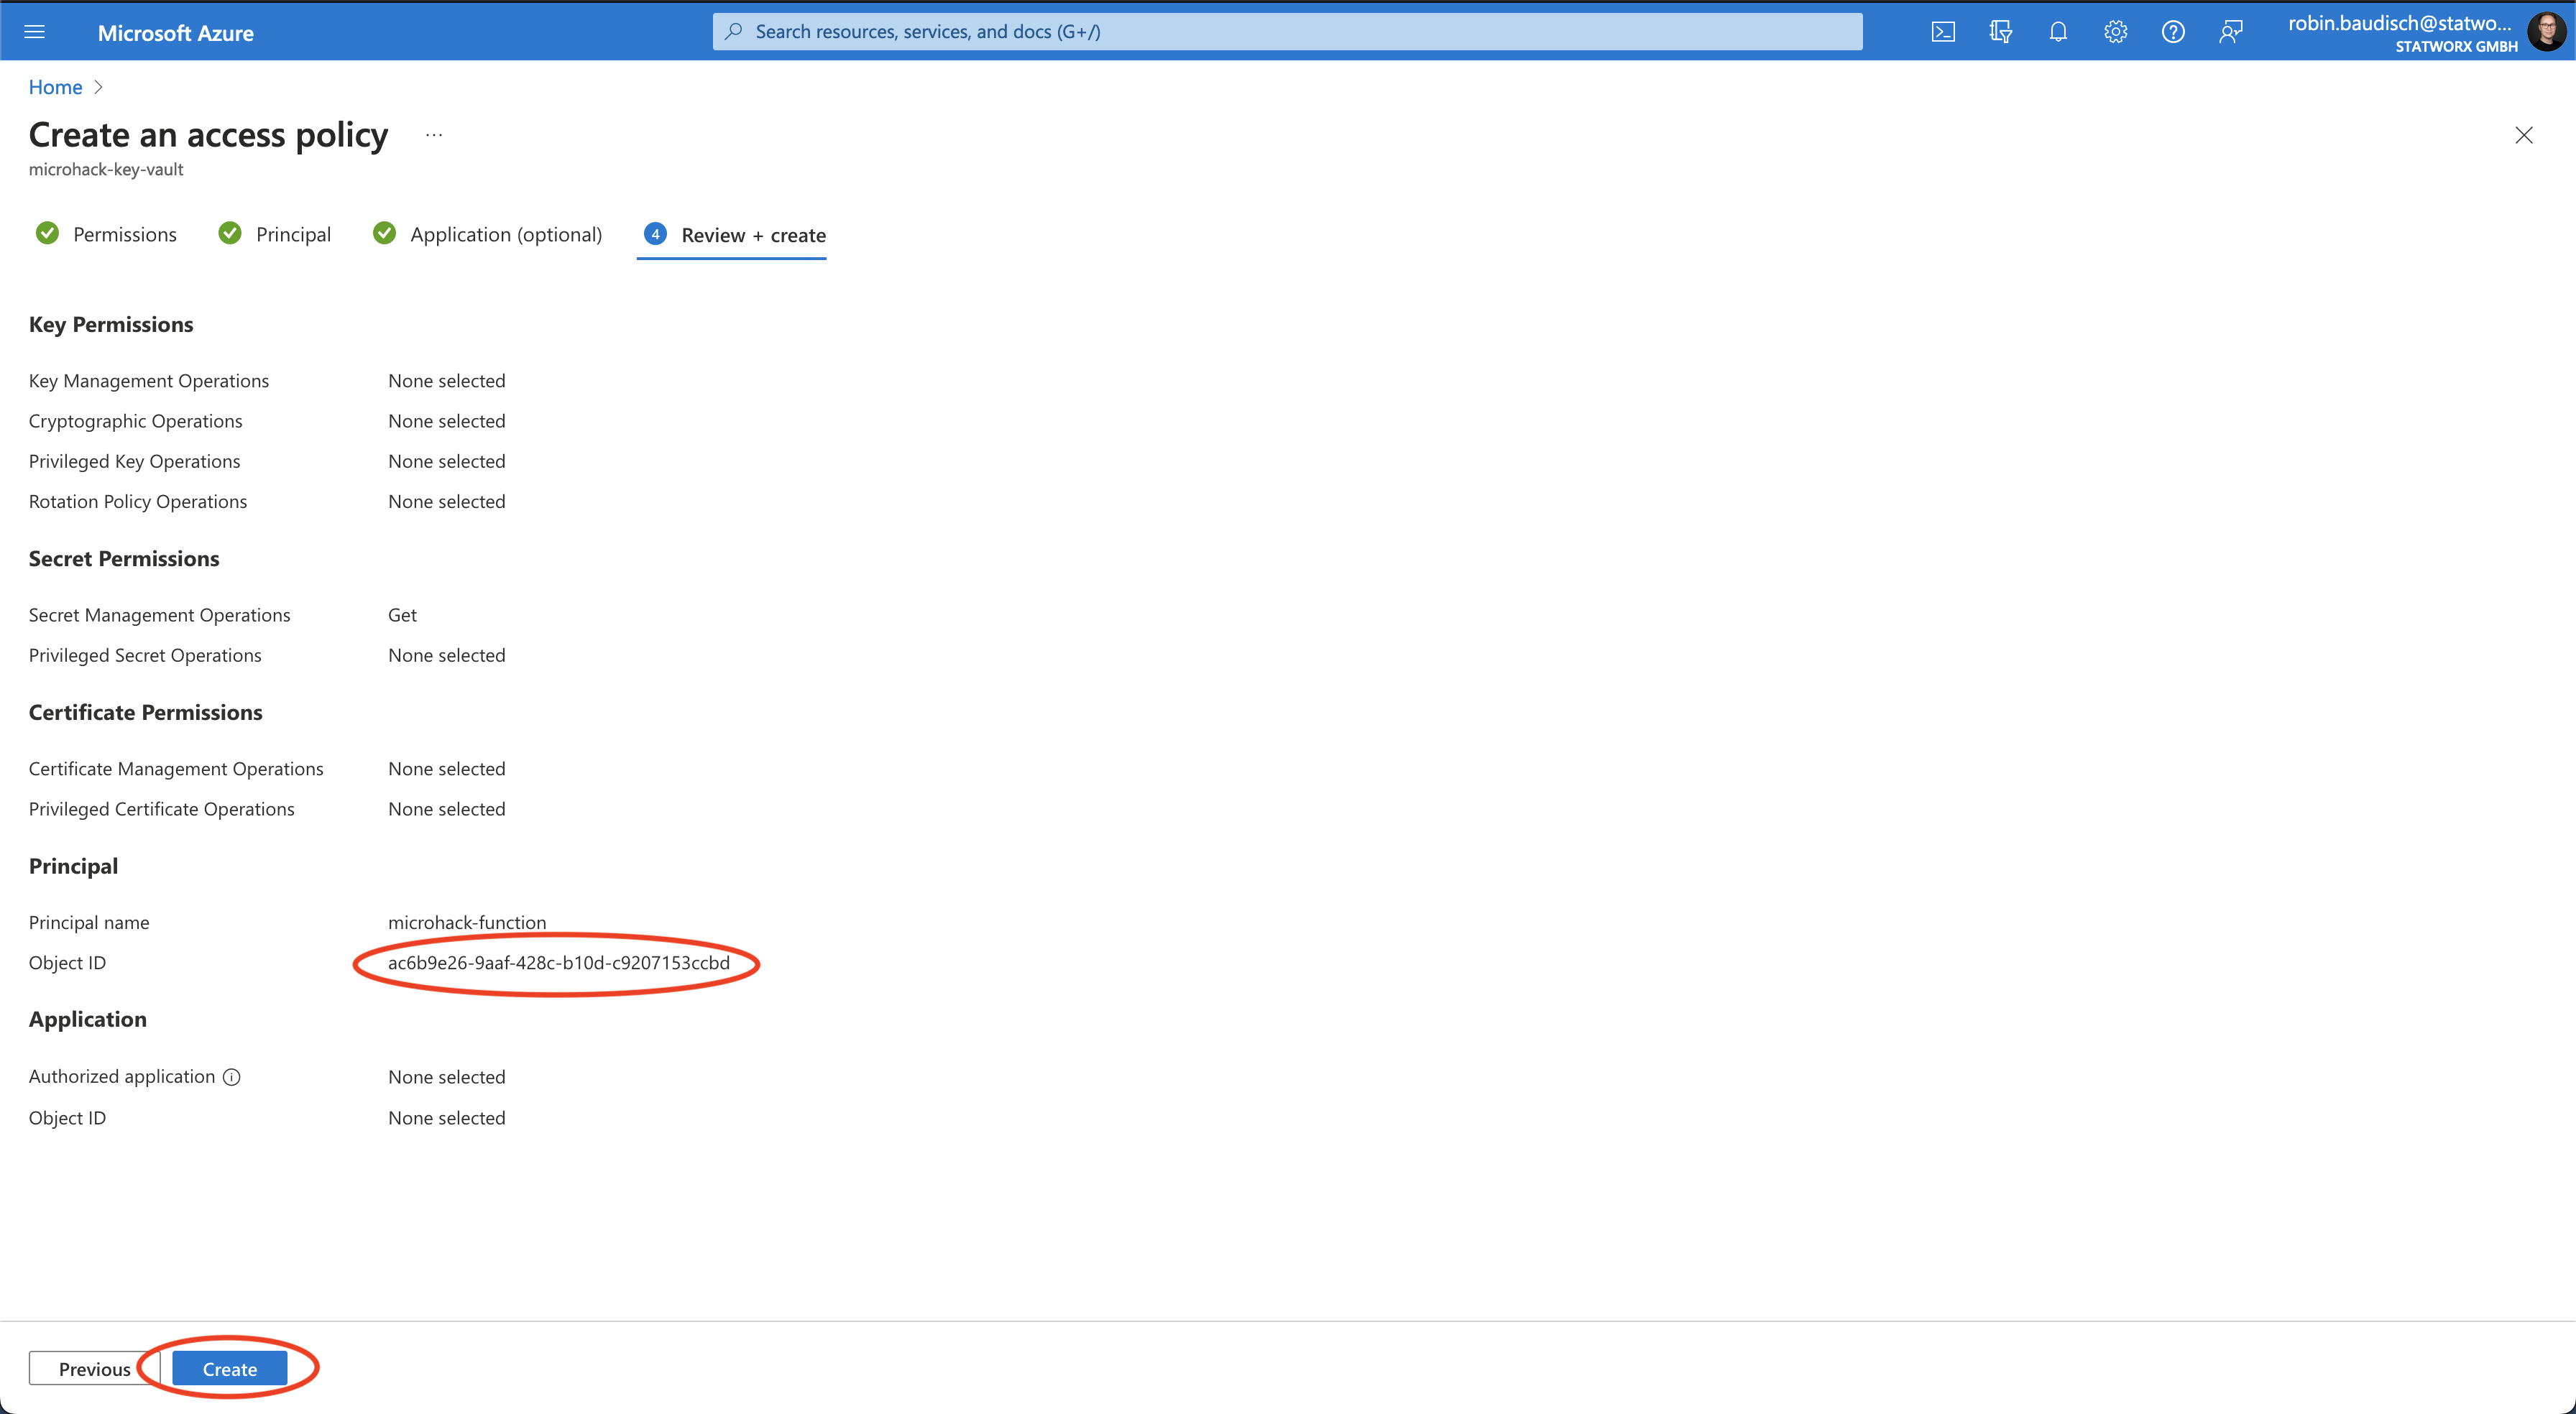 Microsoft Azure
Search resources, services, and docs (G+/)
robin.baudisch@statwo...
STATWORX GMBH
Home
Create an access policy ...
microhack-key-vault
Permissions
Principal
Application (optional)
4 Review + create
Key Permissions
Key Management Operations None selected
Cryptographic Operations None selected
Privileged Key Operations None selected
Rotation Policy Operations None selected
Secret Permissions
Secret Management Operations Get
Privileged Secret Operations None selected
Certificate Permissions
Certificate Management Operations None selected
Privileged Certificate Operations None selected
Principal
Principal name microhack-function
Object ID ac6b9e26-9aaf-428c-b10d-c9207153ccbd
Application
Authorized application None selected
Object ID None selected
Previous
Create